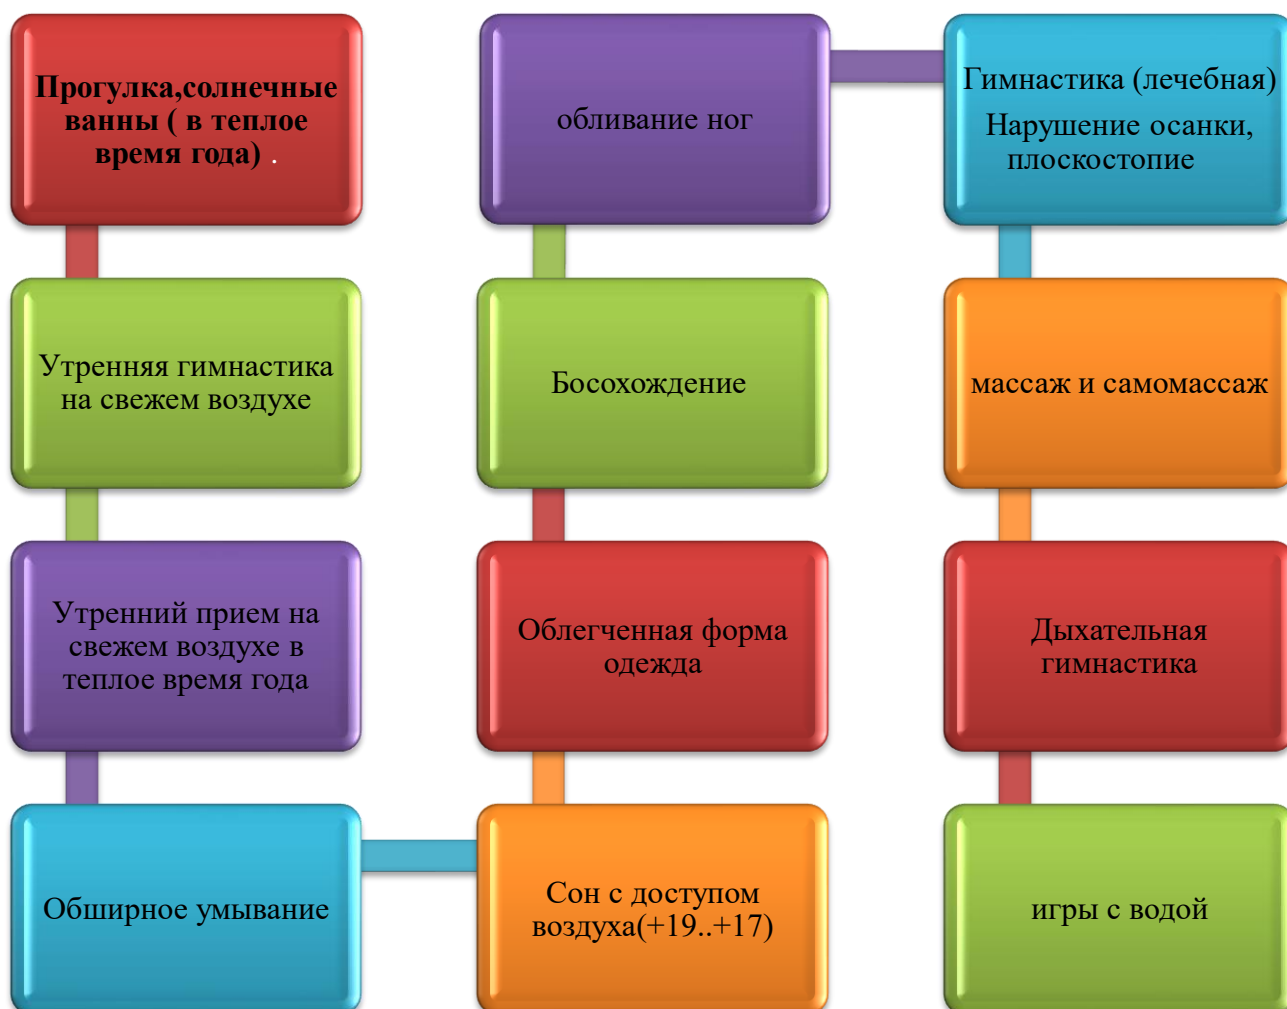 Прогулка,солнечные
ванны ( в теплое
время года) .
Утренняя гимнастика
на свежем воздухе
Утренний прием на
свежем воздухе в
теплое время года
Обширное умывание
Сон с доступом
воздуха(+19..+17)
Облегченная форма
одежда
Босохождение
обливание ног
Гимнастика (лечебная)
Нарушение осанки,
плоскостопие
массаж и самомассаж
Дыхательная
гимнастика
игры с водой